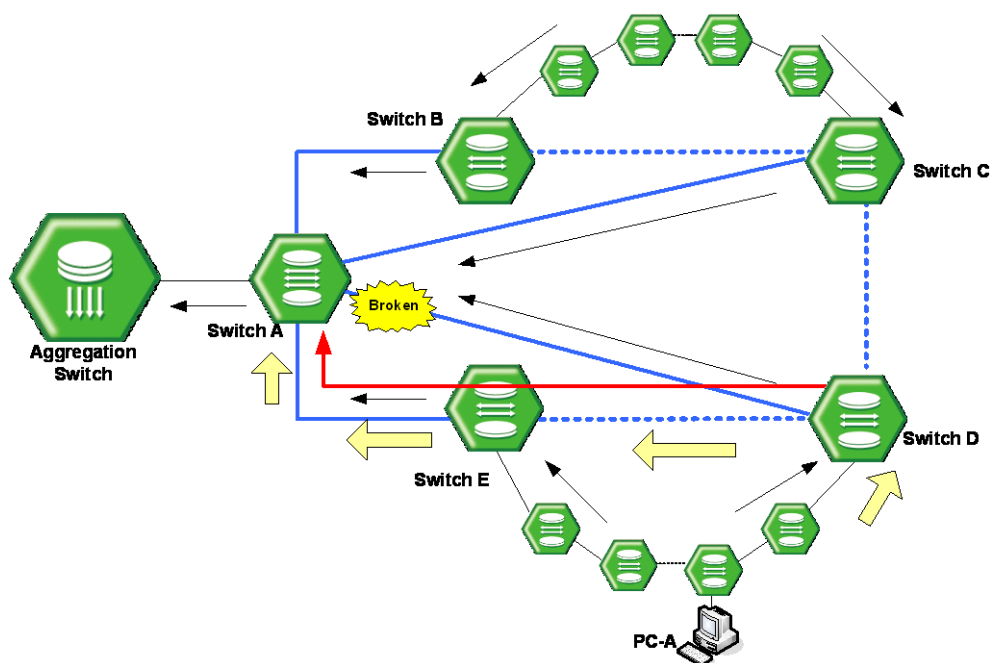 Switch B
Switch C
Broken
Switch A
Aggregation
Switch
Switch D
Switch E
PC-A